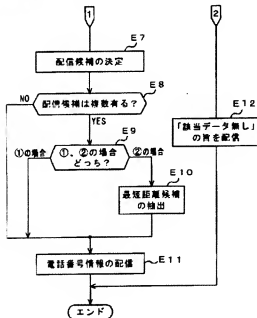 1
2
E7
配信候補の決定
E8
NO
配信候補は複数有る?
YES
E12
「該当データ無し」
の旨を配信
E9
①の場合
①、②の場合
どっち?
②の場合
E10
最短距離候補
の抽出
電話番号情報の配信
E11
エンド